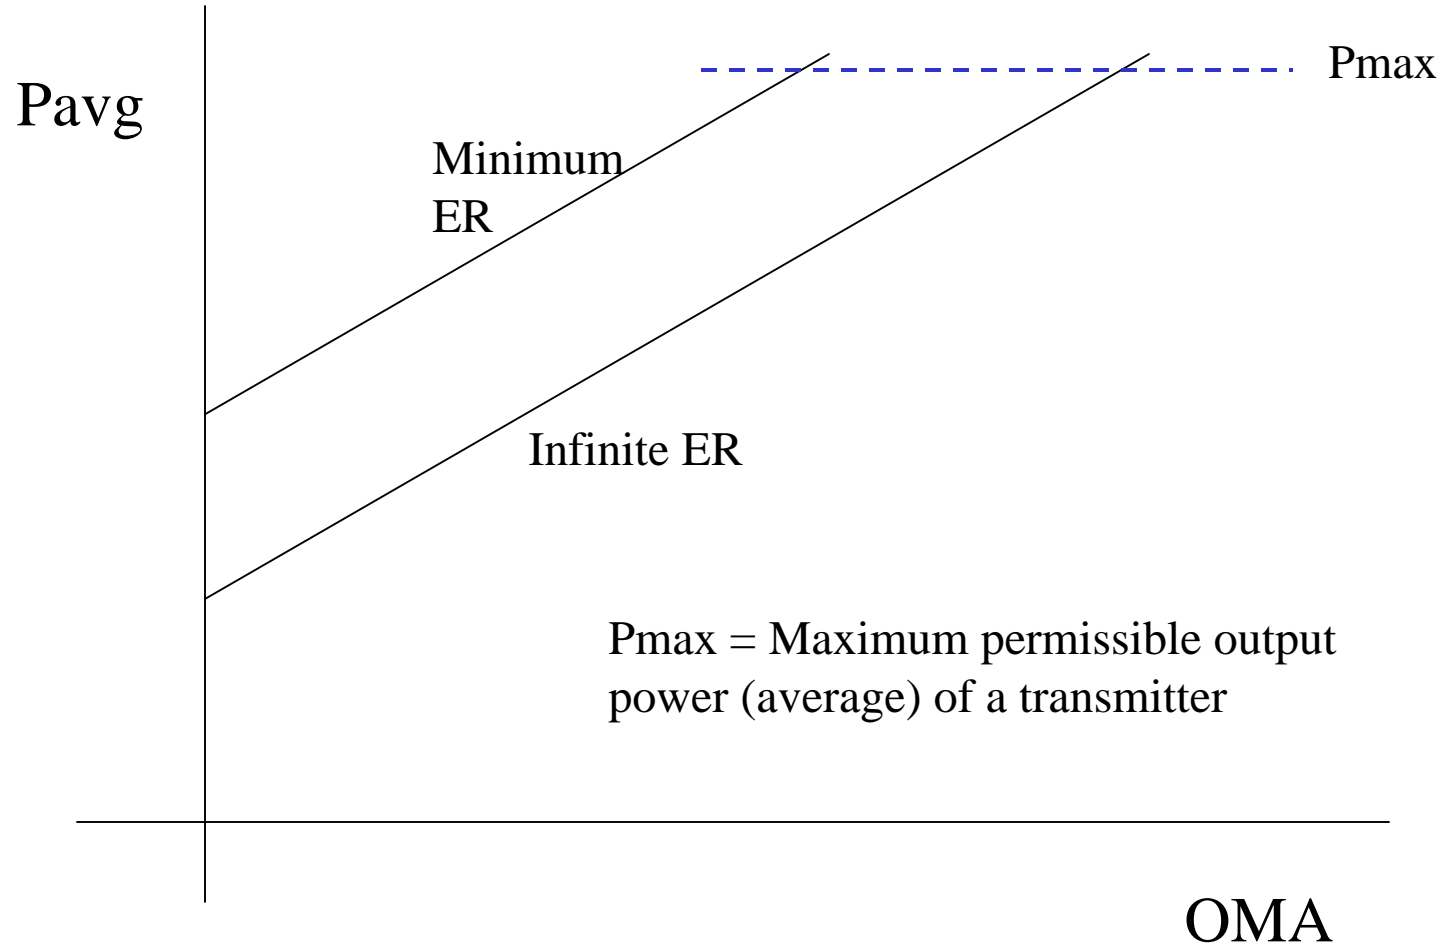 Pmax
Pavg
Minimum
ER
Infinite ER
Pmax = Maximum permissible output
power (average) of a transmitter
OMA